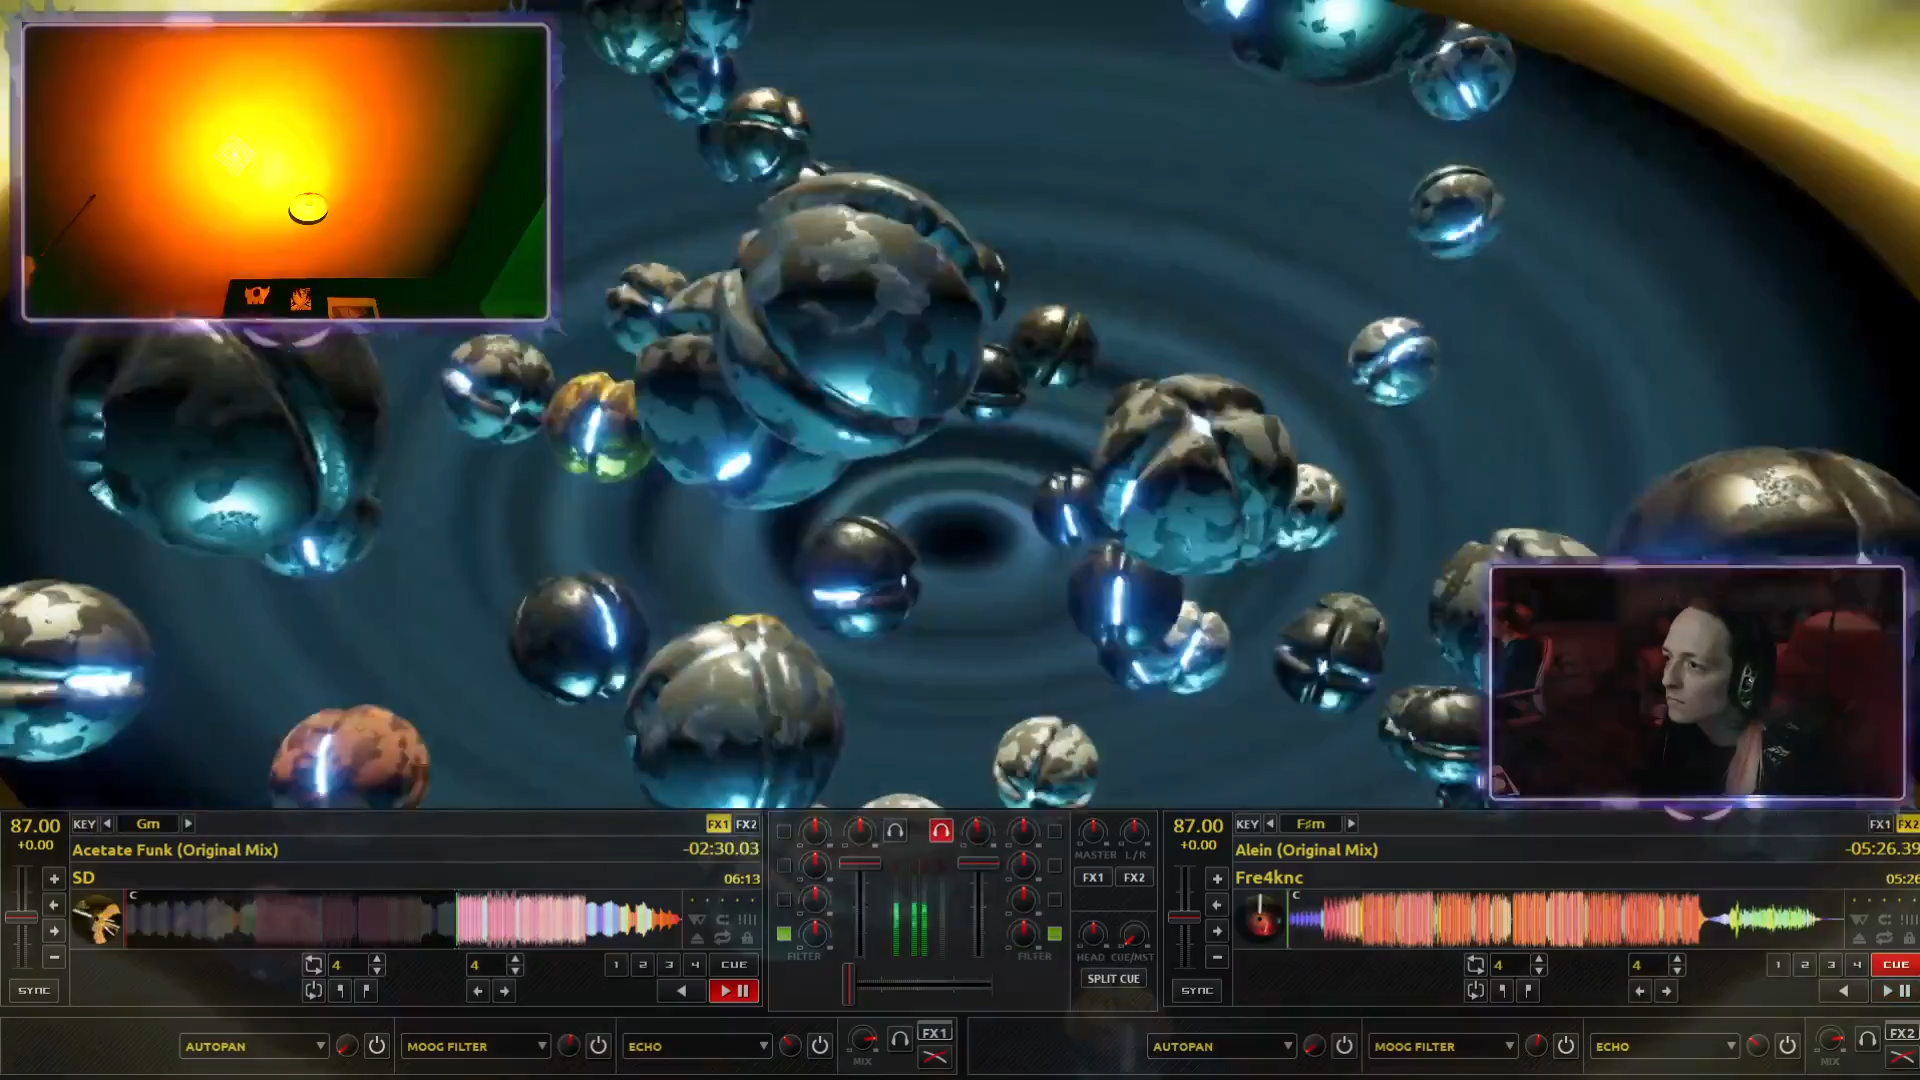 87.00
+0.00
KEY Gm FX1 FX2
Acetate Funk (Original Mix) -02:30.03
SD 06:13
C
4 4 1 2 3 4 CUE
SYNC
FILTER FILTER
MASTER L/R
FX1 FX2
HEAD CUE/MST
SPLIT CUE
87.00
+0.00
KEY F#m FX1 FX2
Alein (Original Mix) -05:26.39
Fre4knc 05:26
C
4 4 1 2 3 4 CUE
SYNC
AUTOPAN MOOG FILTER ECHO MIX FX1
AUTOPAN MOOG FILTER ECHO MIX FX2